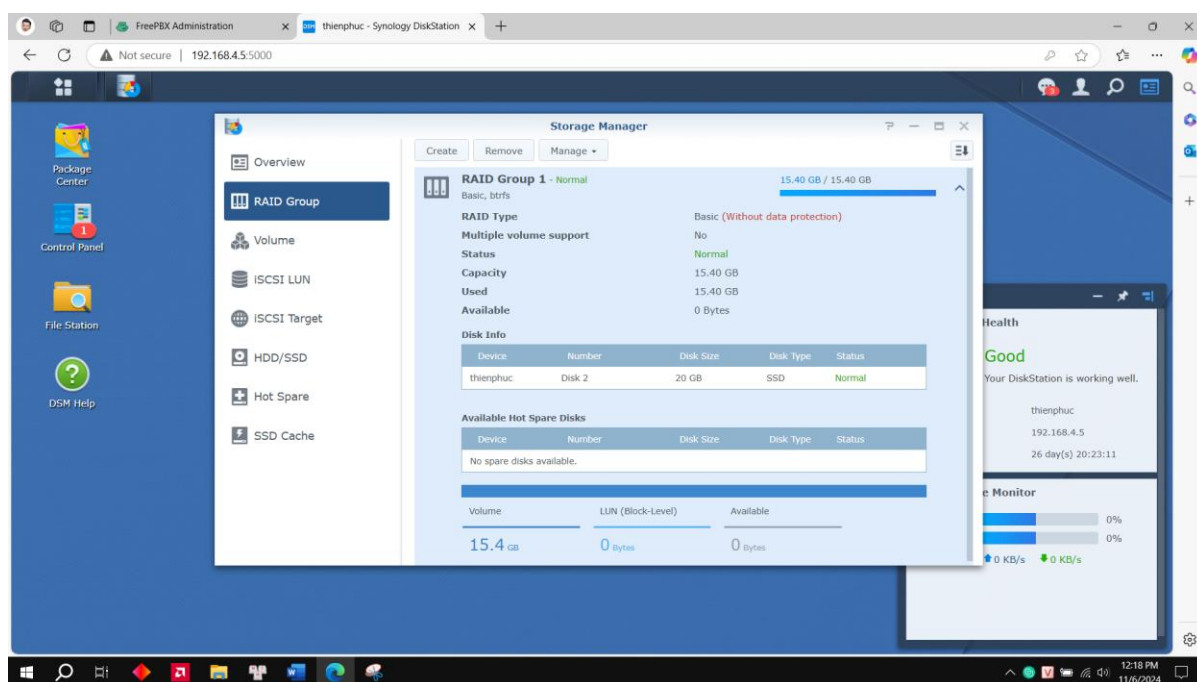 FreePBX Administration
thienphuc - Synology DiskStation
Not secure | 192.168.4.5:5000
Package
Center
Control Panel
1
File Station
DSM Help
Storage Manager
Overview
RAID Group
Volume
iSCSI LUN
iSCSI Target
HDD/SSD
Hot Spare
SSD Cache
Create Remove Manage
RAID Group 1 - Normal 15.40 GB / 15.40 GB
Basic, btrfs
RAID Type Basic (Without data protection)
Multiple volume support No
Status Normal
Capacity 15.40 GB
Used 15.40 GB
Available 0 Bytes
Disk Info
Device Number Disk Size Disk Type Status
thienphuc Disk 2 20 GB SSD Normal
Available Hot Spare Disks
Device Number Disk Size Disk Type Status
No spare disks available.
Volume LUN (Block-Level) Available
15.4 GB 0 Bytes 0 Bytes
Health
Good
Your DiskStation is working well.
thienphuc
192.168.4.5
26 day(s) 20:23:11
e Monitor
0%
0%
0 KB/s 0 KB/s
12:18 PM
11/6/2024